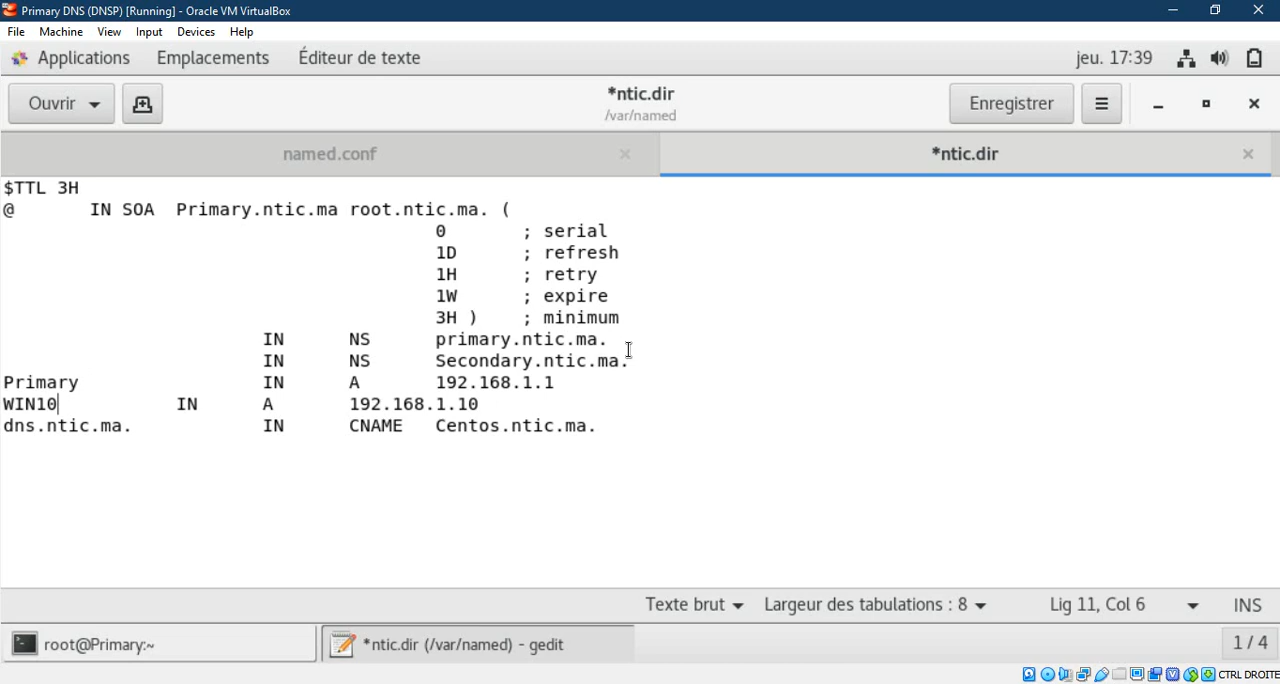 Primary DNS (DNSP) [Running] - Oracle VM VirtualBox
File Machine View Input Devices Help
Applications Emplacements Éditeur de texte jeu. 17:39
Ouvrir *ntic.dir Enregistrer
/var/named
named.conf *ntic.dir
$TTL 3H
@ IN SOA Primary.ntic.ma root.ntic.ma. (
0 ; serial
1D ; refresh
1H ; retry
1W ; expire
3H ) ; minimum
IN NS primary.ntic.ma.
IN NS Secondary.ntic.ma.
Primary IN A 192.168.1.1
WIN10 IN A 192.168.1.10
dns.ntic.ma. IN CNAME Centos.ntic.ma.
Texte brut Largeur des tabulations : 8 Lig 11, Col 6 INS
root@Primary:~ *ntic.dir (/var/named) - gedit 1 / 4
CTRL DROITE